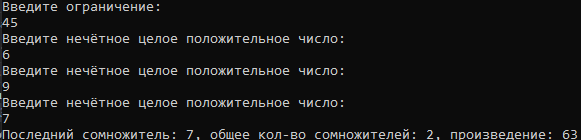 Введите ограничение:
45
Введите нечётное целое положительное число:
6
Введите нечётное целое положительное число:
9
Введите нечётное целое положительное число:
7
Последний сомножитель: 7, общее кол-во сомножителей: 2, произведение: 63